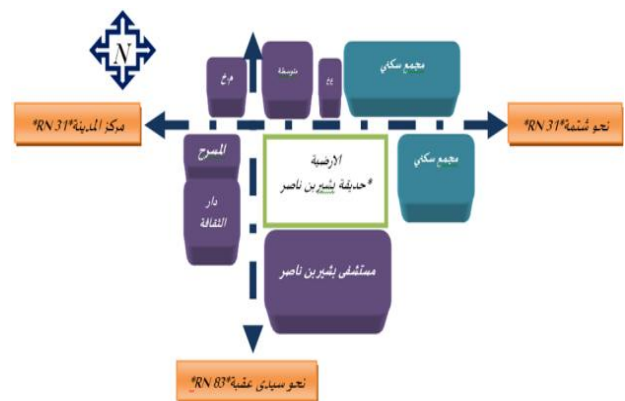 N
م.خ
متوسطة
مجمع سكني
مركز المدينة*RN 31*
نحو شتمة*RN 31*
المسرح
الارضية
*حديقة بشير بن ناصر
مجمع سكني
دار
الثقافة
مستشفى بشير بن ناصر
نحو سيدي عقبة*RN 83*